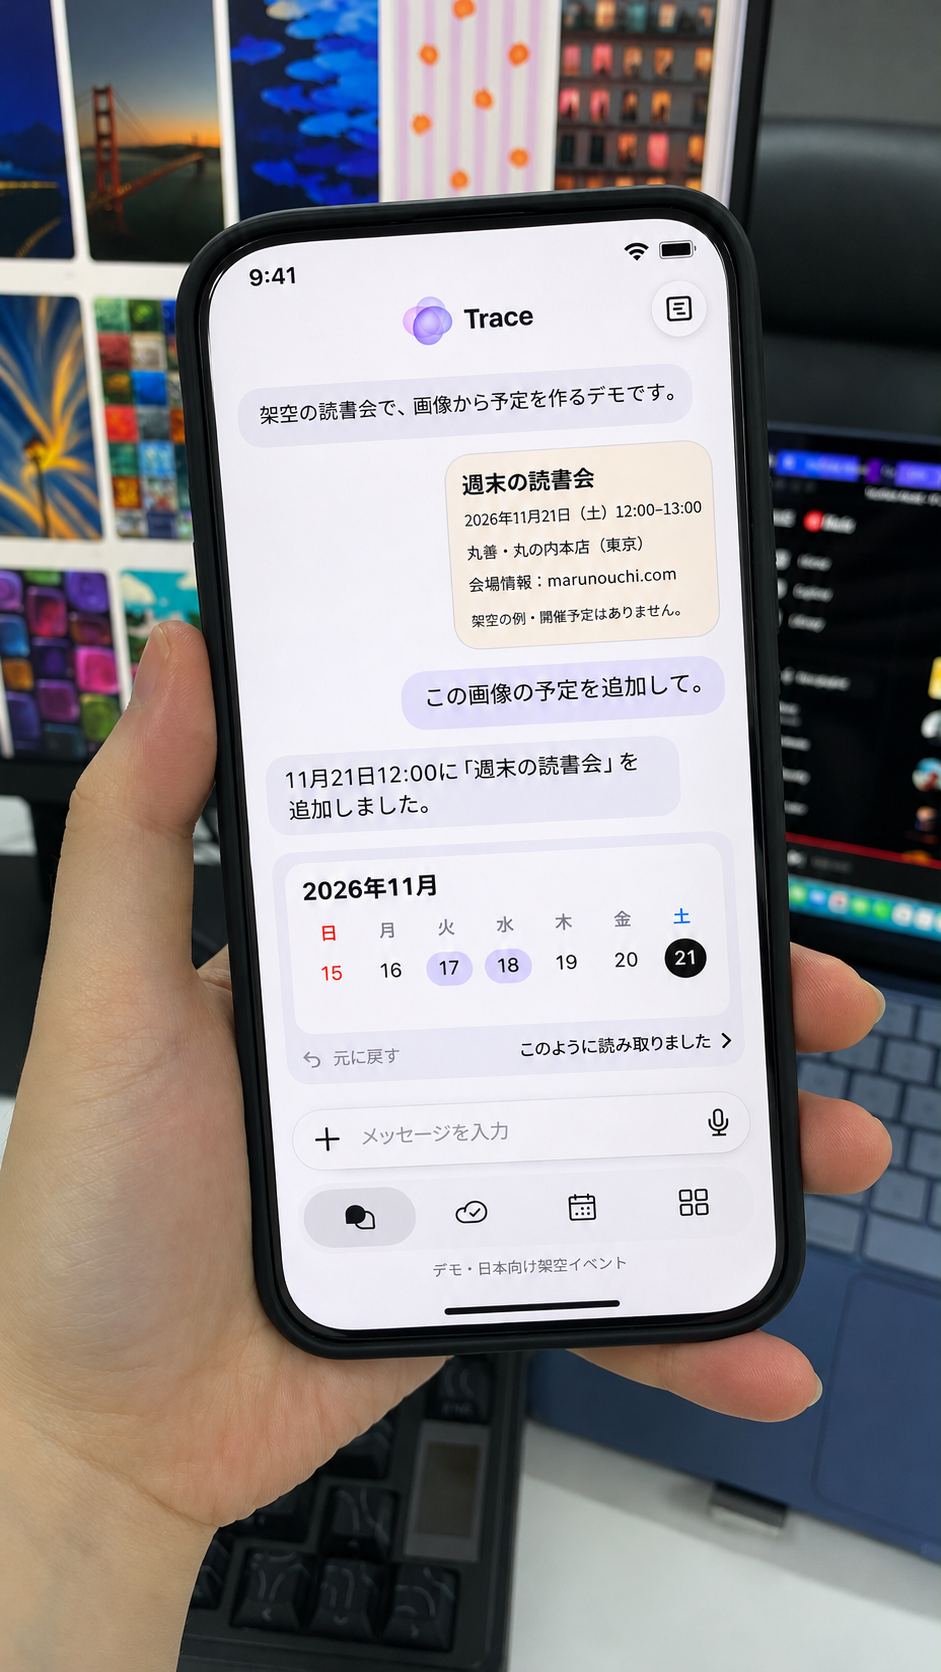 9:41
Trace
架空の読書会で、画像から予定を作るデモです。
週末の読書会
2026年11月21日（土）12:00–13:00
丸善・丸の内本店（東京）
会場情報：marunouchi.com
架空の例・開催予定はありません。
この画像の予定を追加して。
11月21日12:00に「週末の読書会」を
追加しました。
2026年11月
日 月 火 水 木 金 土
15 16 17 18 19 20 21
元に戻す
このように読み取りました
メッセージを入力
デモ・日本向け架空イベント